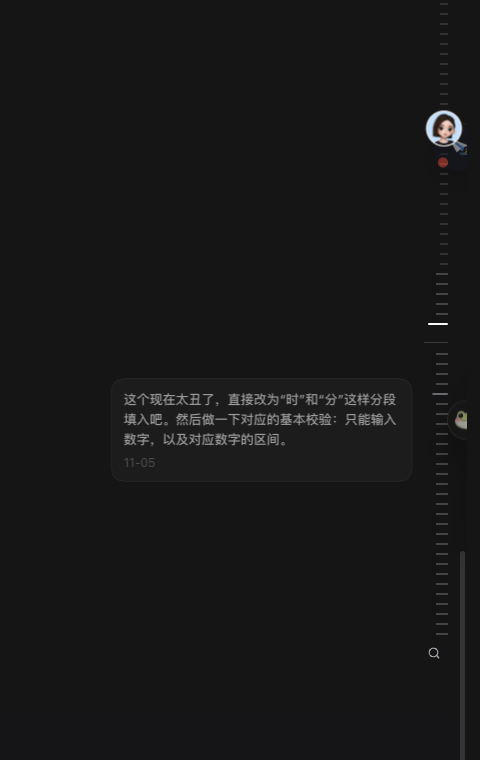 这个现在太丑了，直接改为“时”和“分”这样分段
填入吧。然后做一下对应的基本校验：只能输入
数字，以及对应数字的区间。
11-05